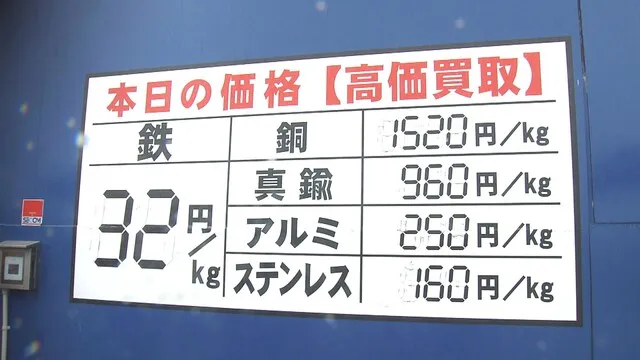 本日の価格【高価買取】
鉄
32円/kg
銅 1520円/kg
真鍮 960円/kg
アルミ 250円/kg
ステンレス 160円/kg
SECOM